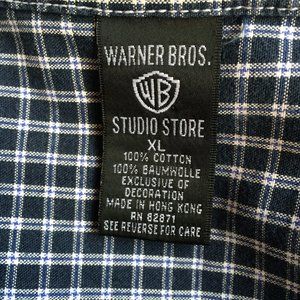 WARNER BROS.
WB
STUDIO STORE
XL
100% COTTON
100% BAUMWOLLE
EXCLUSIVE OF
DECORATION
MADE IN HONG KONG
RN 82871
SEE REVERSE FOR CARE